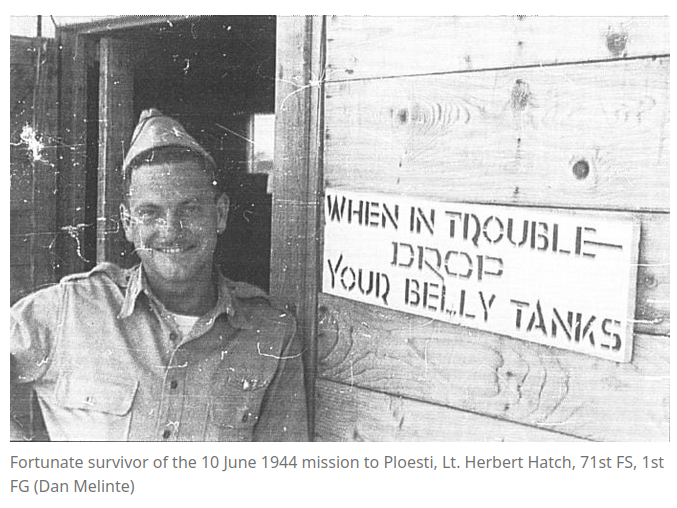 WHEN IN TROUBLE—
DROP
YOUR BELLY TANKS
Fortunate survivor of the 10 June 1944 mission to Ploesti, Lt. Herbert Hatch, 71st FS, 1st
FG (Dan Melinte)